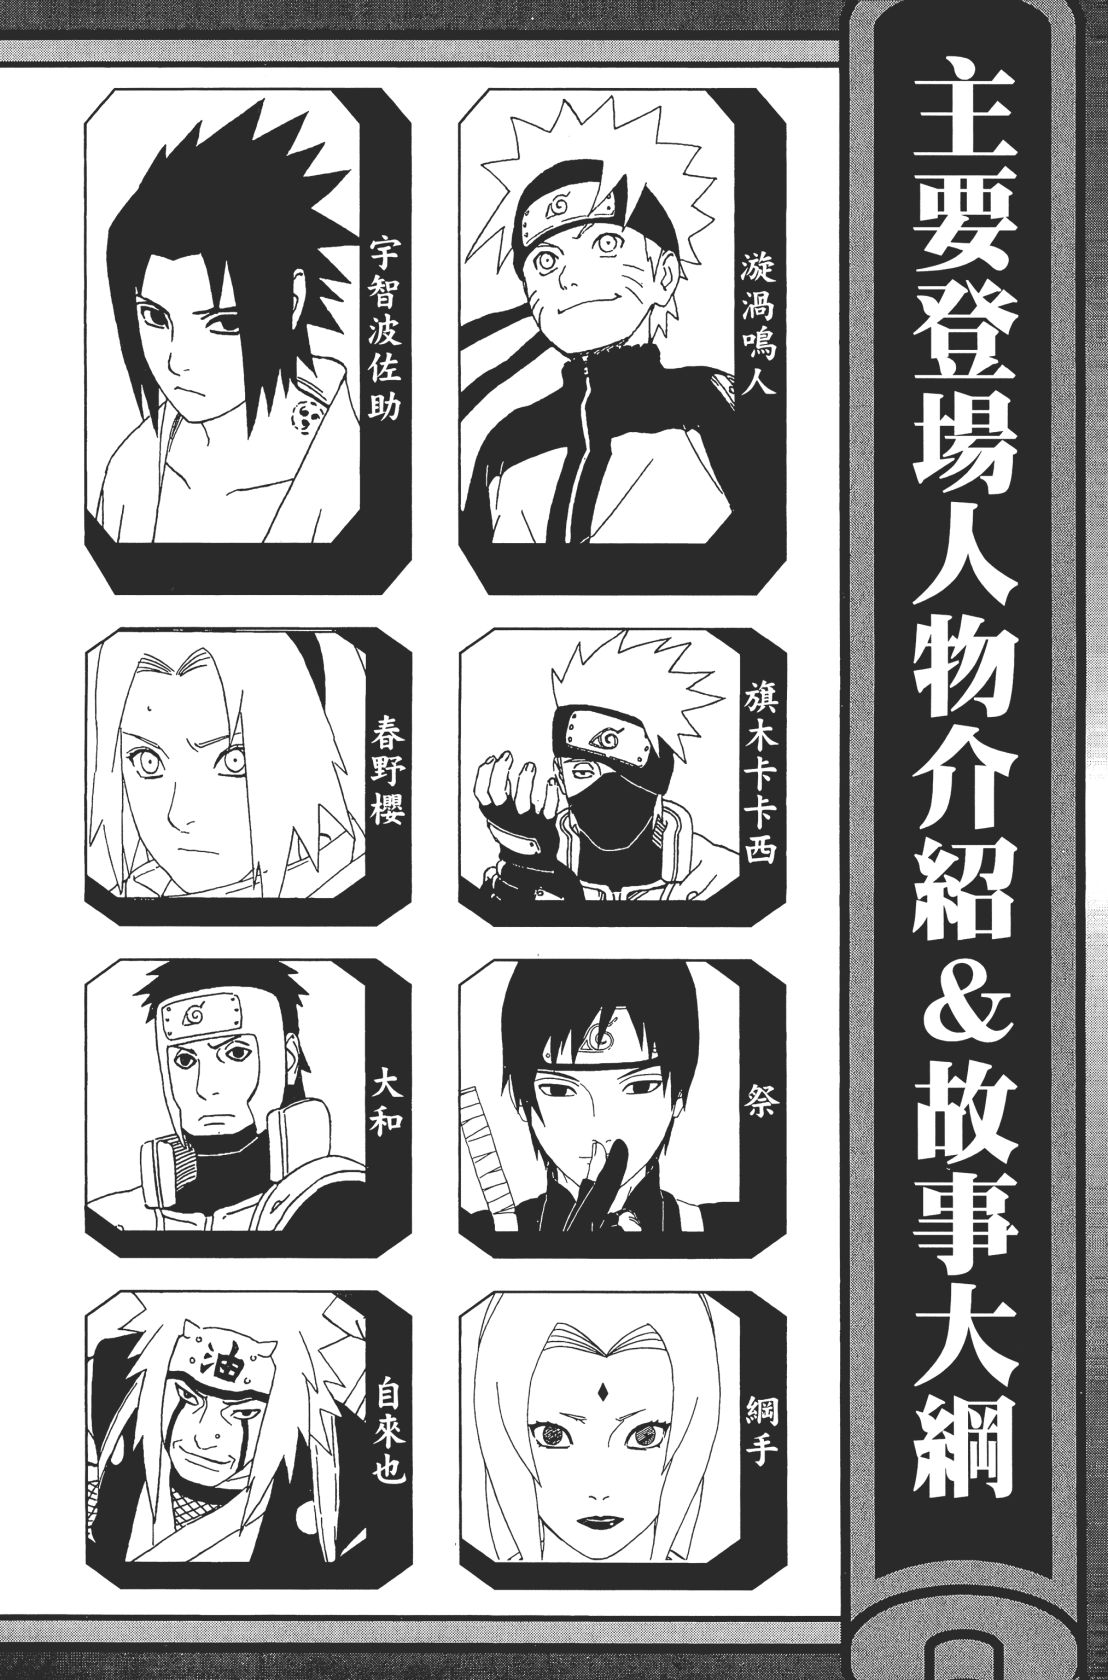 主要登場人物介紹&故事大綱
漩渦鳴人
宇智波佐助
旗木卡卡西
春野櫻
祭
大和
綱手
自來也
油